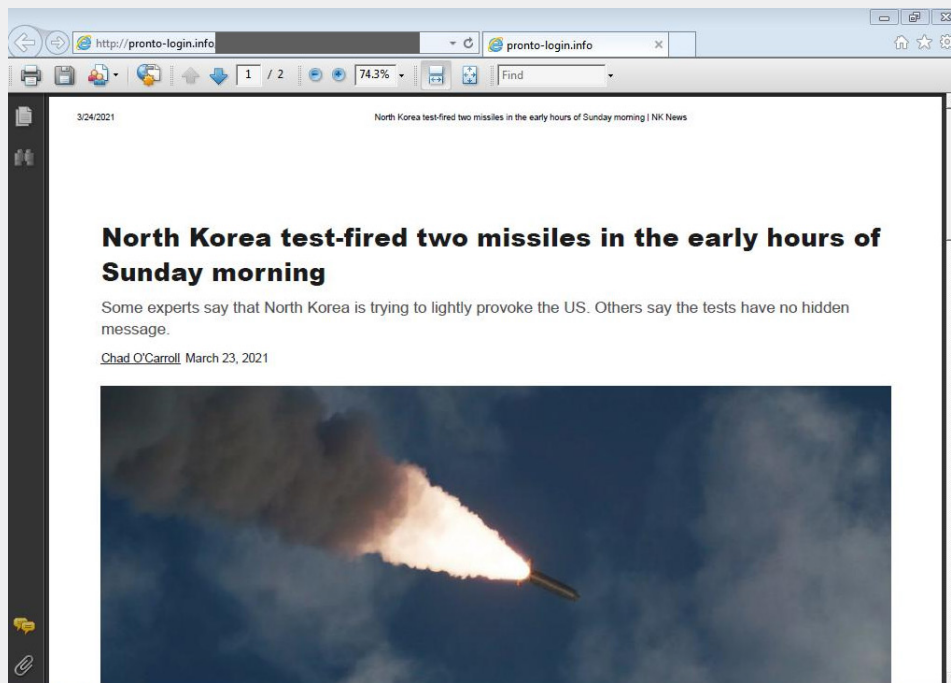 http://pronto-login.info
pronto-login.info
1 / 2
74.3%
Find
3/24/2021
North Korea test-fired two missiles in the early hours of Sunday morning | NK News
North Korea test-fired two missiles in the early hours of
Sunday morning
Some experts say that North Korea is trying to lightly provoke the US. Others say the tests have no hidden
message.
Chad O'Carroll March 23, 2021